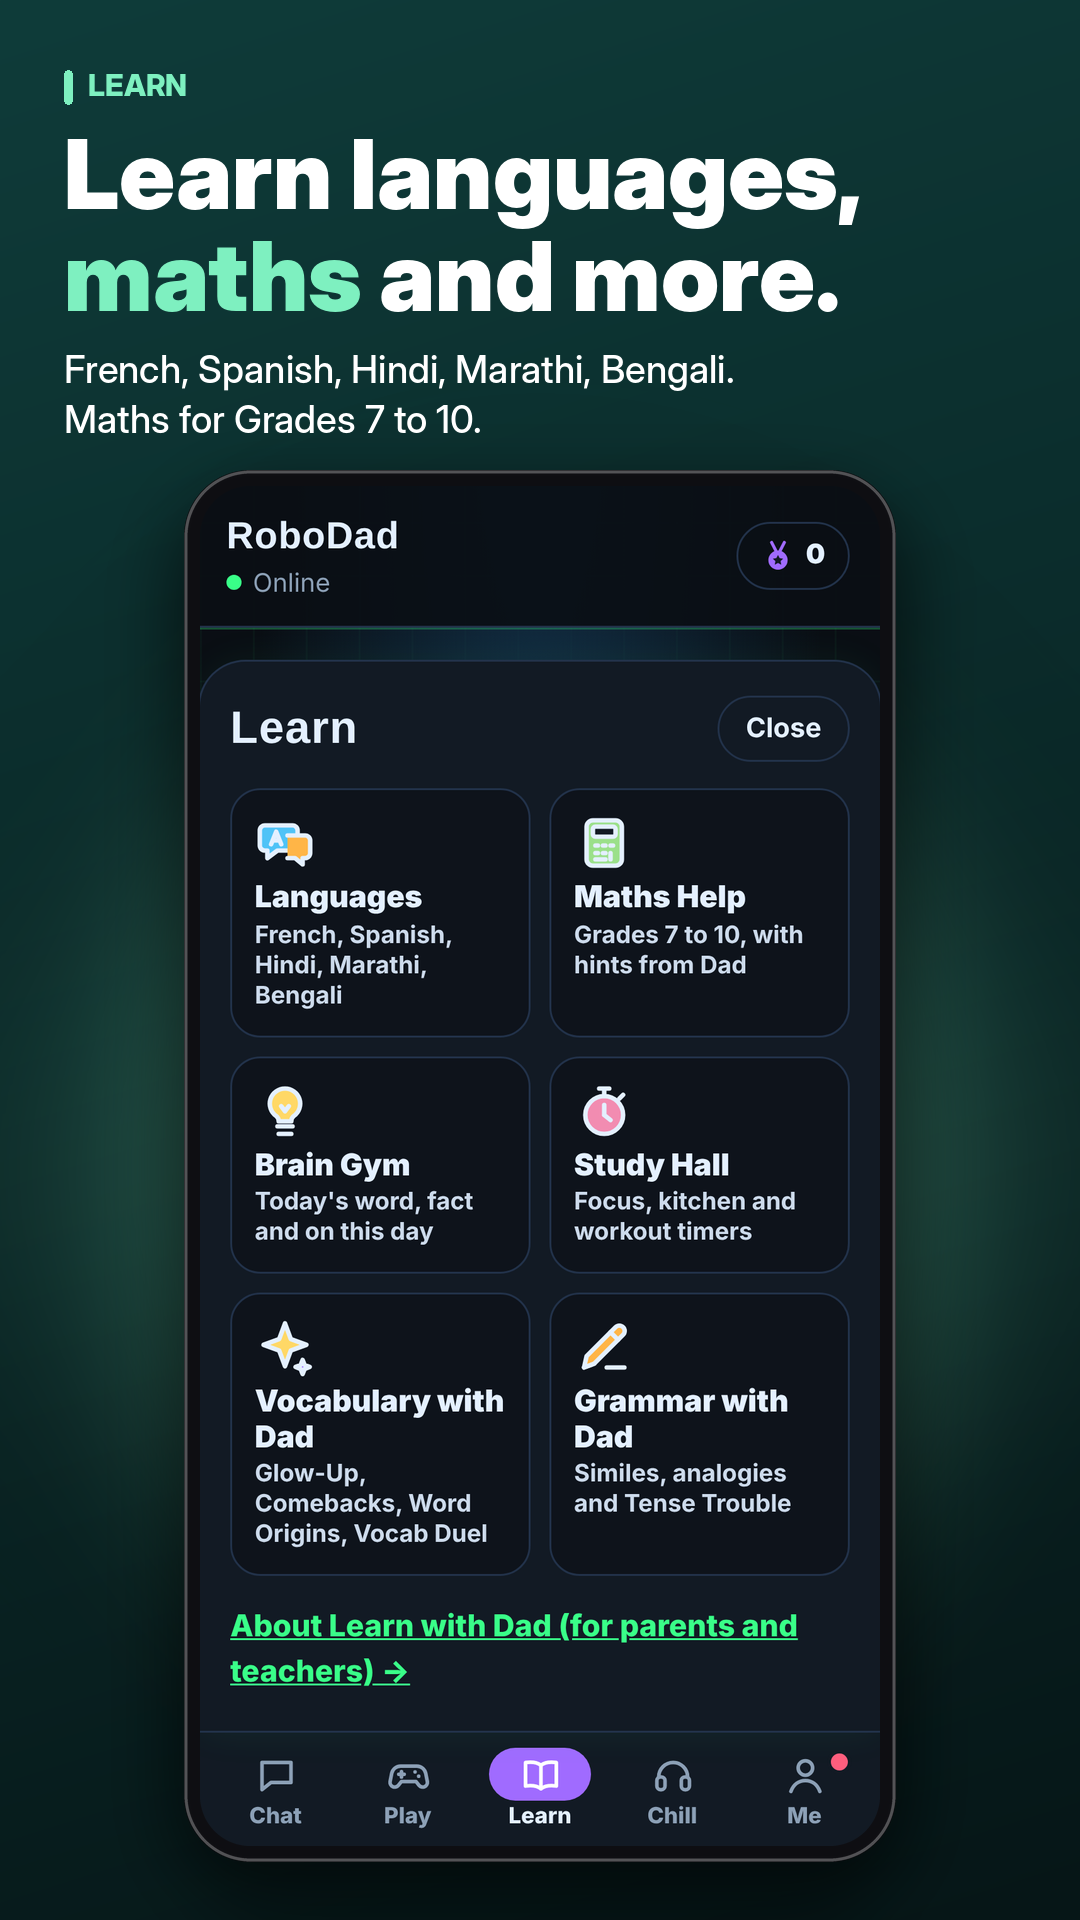 LEARN
Learn languages,
maths and more.
French, Spanish, Hindi, Marathi, Bengali.
Maths for Grades 7 to 10.
RoboDad
Online
0
Learn
Close
Languages
French, Spanish,
Hindi, Marathi,
Bengali
Maths Help
Grades 7 to 10, with
hints from Dad
Brain Gym
Today's word, fact
and on this day
Study Hall
Focus, kitchen and
workout timers
Vocabulary with
Dad
Glow-Up,
Comebacks, Word
Origins, Vocab Duel
Grammar with
Dad
Similes, analogies
and Tense Trouble
About Learn with Dad (for parents and
teachers) →
Chat
Play
Learn
Chill
Me